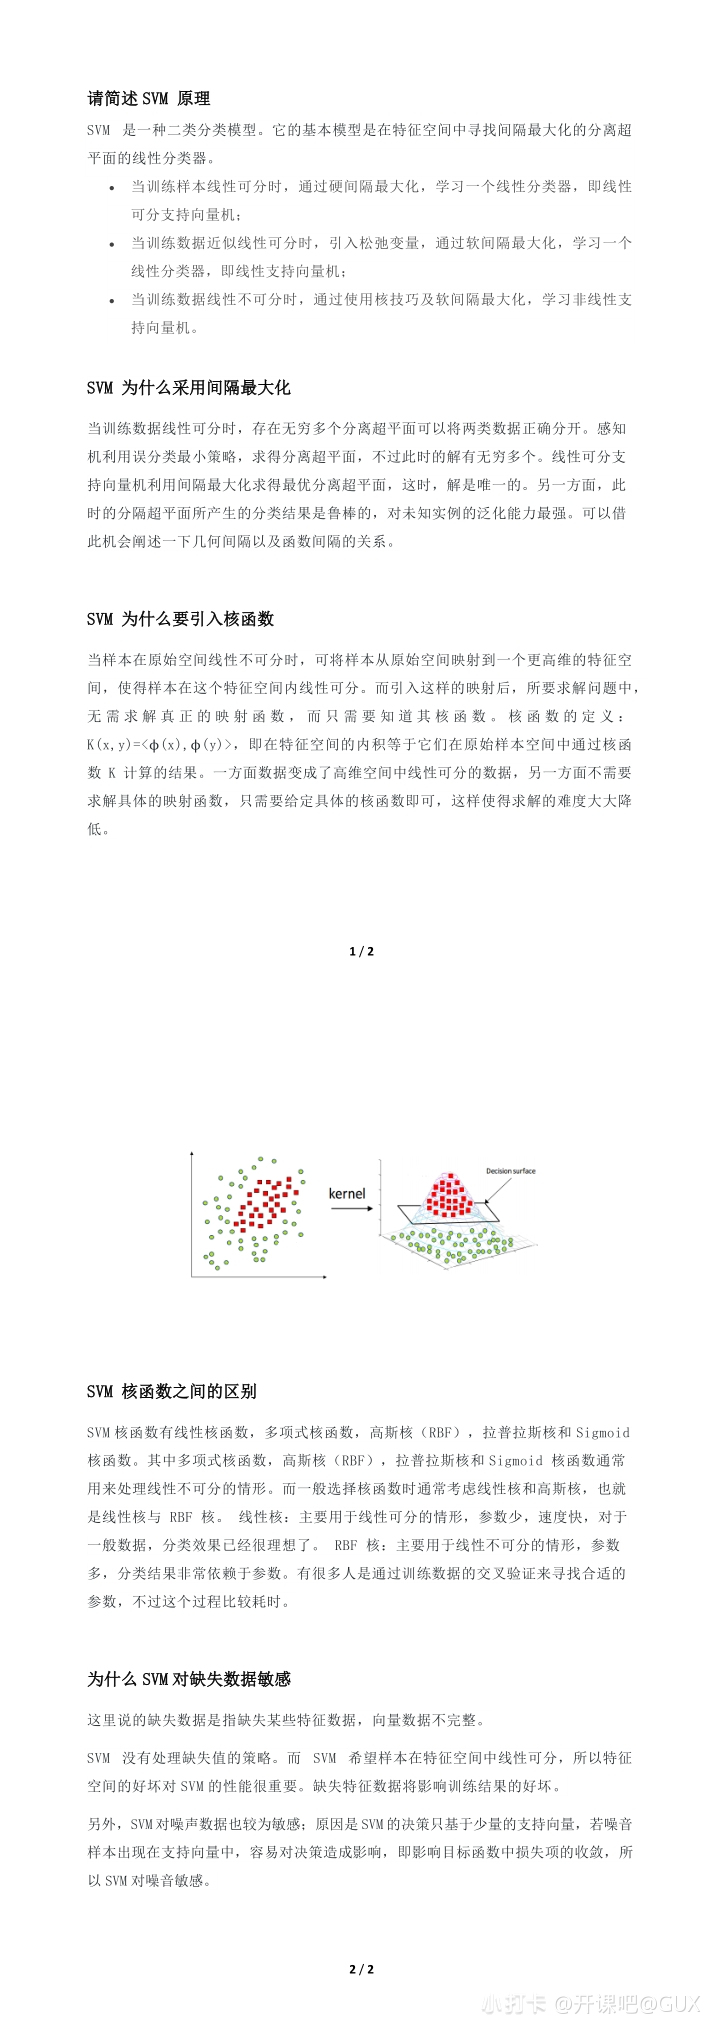 请简述 SVM 原理
SVM 是一种二类分类模型。它的基本模型是在特征空间中寻找间隔最大化的分离超
平面的线性分类器。
• 当训练样本线性可分时，通过硬间隔最大化，学习一个线性分类器，即线性
可分支持向量机；
• 当训练数据近似线性可分时，引入松弛变量，通过软间隔最大化，学习一个
线性分类器，即线性支持向量机；
• 当训练数据线性不可分时，通过使用核技巧及软间隔最大化，学习非线性支
持向量机。
SVM 为什么采用间隔最大化
当训练数据线性可分时，存在无穷多个分离超平面可以将两类数据正确分开。感知
机利用误分类最小策略，求得分离超平面，不过此时的解有无穷多个。线性可分支
持向量机利用间隔最大化求得最优分离超平面，这时，解是唯一的。另一方面，此
时的分隔超平面所产生的分类结果是鲁棒的，对未知实例的泛化能力最强。可以借
此机会阐述一下几何间隔以及函数间隔的关系。
SVM 为什么要引入核函数
当样本在原始空间线性不可分时，可将样本从原始空间映射到一个更高维的特征空
间，使得样本在这个特征空间内线性可分。而引入这样的映射后，所要求解问题中，
无需求解真正的映射函数，而只需要知道其核函数。核函数的定义：
K(x,y)=<ϕ(x),ϕ(y)>，即在特征空间的内积等于它们在原始样本空间中通过核函
数 K 计算的结果。一方面数据变成了高维空间中线性可分的数据，另一方面不需要
求解具体的映射函数，只需要给定具体的核函数即可，这样使得求解的难度大大降
低。
1 / 2
Decision surface
kernel
SVM 核函数之间的区别
SVM 核函数有线性核函数，多项式核函数，高斯核（RBF），拉普拉斯核和 Sigmoid
核函数。其中多项式核函数，高斯核（RBF），拉普拉斯核和 Sigmoid 核函数通常
用来处理线性不可分的情形。而一般选择核函数时通常考虑线性核和高斯核，也就
是线性核与 RBF 核。 线性核：主要用于线性可分的情形，参数少，速度快，对于
一般数据，分类效果已经很理想了。 RBF 核：主要用于线性不可分的情形，参数
多，分类结果非常依赖于参数。有很多人是通过训练数据的交叉验证来寻找合适的
参数，不过这个过程比较耗时。
为什么 SVM 对缺失数据敏感
这里说的缺失数据是指缺失某些特征数据，向量数据不完整。
SVM 没有处理缺失值的策略。而 SVM 希望样本在特征空间中线性可分，所以特征
空间的好坏对 SVM 的性能很重要。缺失特征数据将影响训练结果的好坏。
另外，SVM 对噪声数据也较为敏感；原因是 SVM 的决策只基于少量的支持向量，若噪音
样本出现在支持向量中，容易对决策造成影响，即影响目标函数中损失项的收敛，所
以 SVM 对噪音敏感。
2 / 2
小打卡 @开课吧@GUX